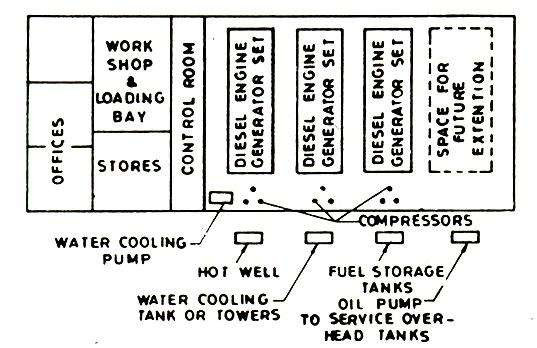 WORK
SHOP
&
LOADING
BAY
STORES
OFFICES
CONTROL ROOM
DIESEL ENGINE
GENERATOR SET
DIESEL ENGINE
GENERATOR SET
DIESEL ENGINE
GENERATOR SET
SPACE FOR
FUTURE
EXTENTION
COMPRESSORS
WATER COOLING
PUMP
HOT WELL
WATER COOLING
TANK OR TOWERS
FUEL STORAGE
TANKS
OIL PUMP
TO SERVICE OVER-
HEAD TANKS